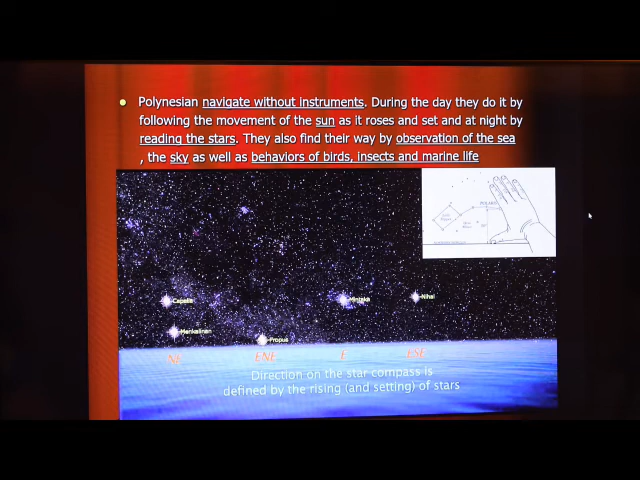 Polynesian navigate without instruments. During the day they do it by
following the movement of the sun as it roses and set and at night by
reading the stars. They also find their way by observation of the sea
, the sky as well as behaviors of birds, insects and marine life
POLARIS
Capella
Mintaka
Nihal
Menkalinan
Propus
NE
ENE
E
ESE
Direction on the star compass is
defined by the rising (and setting) of stars